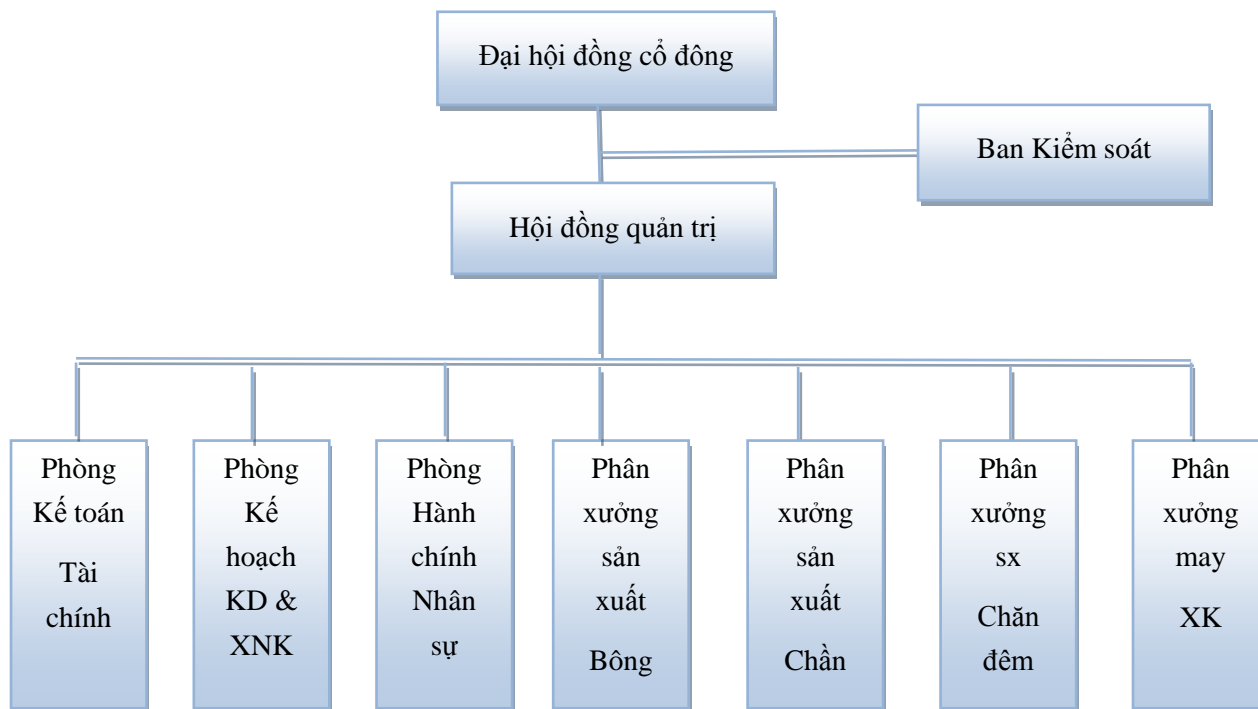 Đại hội đồng cổ đông
Ban Kiểm soát
Hội đồng quản trị
Phòng
Kế toán
Tài
chính
Phòng
Kế
hoạch
KD &
XNK
Phòng
Hành
chính
Nhân
sự
Phân
xưởng
sản
xuất
Bông
Phân
xưởng
sản
xuất
Chần
Phân
xưởng
sx
Chăn
đêm
Phân
xưởng
may
XK